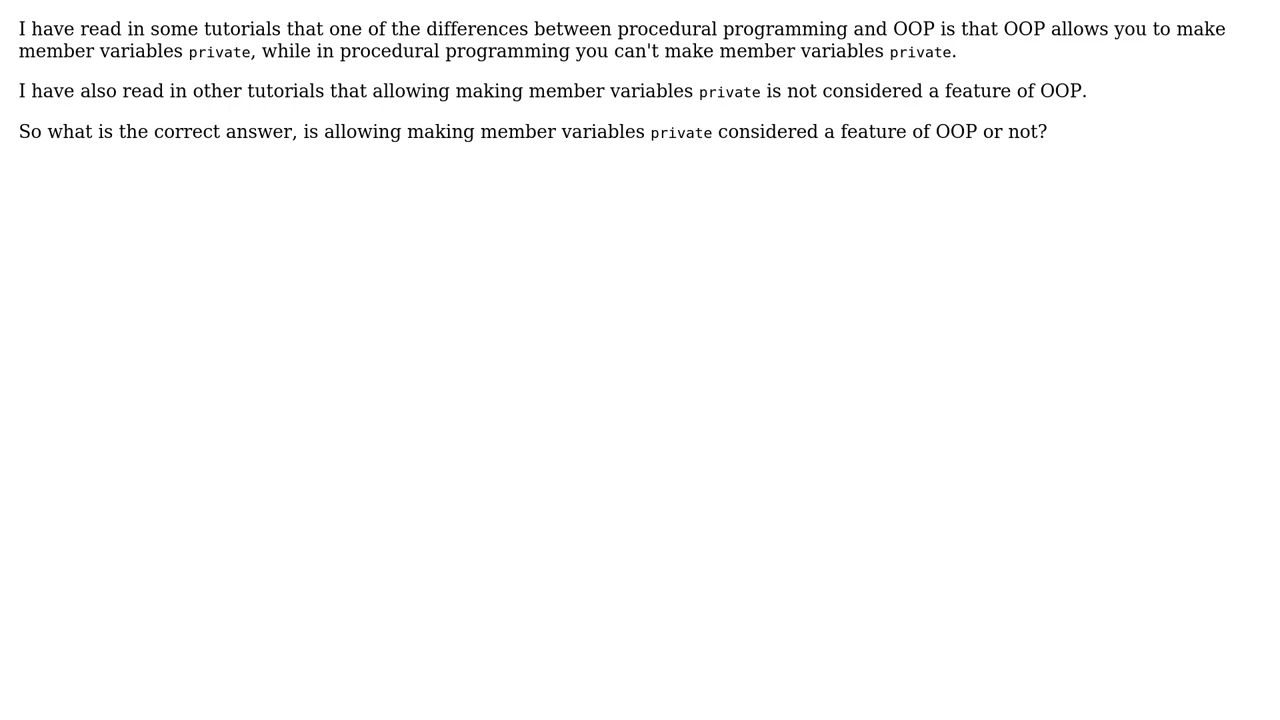 I have read in some tutorials that one of the differences between procedural programming and OOP is that OOP allows you to make
member variables private, while in procedural programming you can't make member variables private.
I have also read in other tutorials that allowing making member variables private is not considered a feature of OOP.
So what is the correct answer, is allowing making member variables private considered a feature of OOP or not?